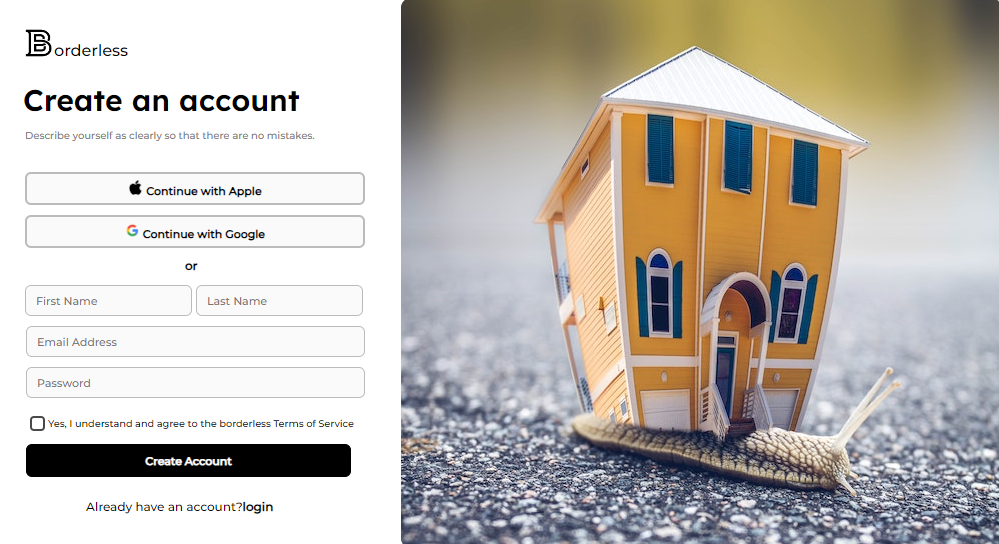 Borderless
Create an account
Describe yourself as clearly so that there are no mistakes.
Continue with Apple
Continue with Google
or
First Name Last Name
Email Address
Password
Yes, I understand and agree to the borderless Terms of Service
Create Account
Already have an account?login